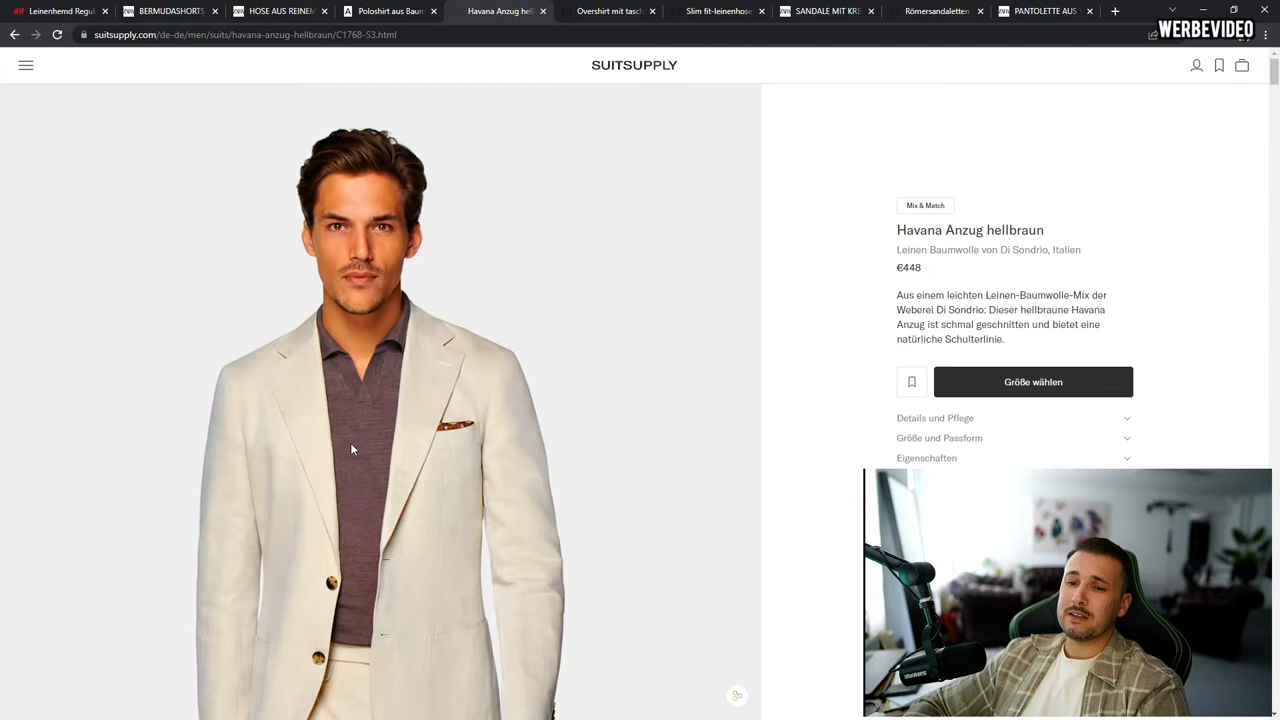 Leinenhemd Regul
BERMUDASHORTS
HOSE AUS REINEM
Poloshirt aus Baum
Havana Anzug hell
Overshirt mit tasch
Slim fit-leinenhose
SANDALE MIT KRE
Römersandaletten
PANTOLETTE AUS
WERBEVIDEO
suitsupply.com/de-de/men/suits/havana-anzug-hellbraun/C1768-S3.html
SUITSUPPLY
Mix & Match
Havana Anzug hellbraun
Leinen Baumwolle von Di Sondrio, Italien
€448
Aus einem leichten Leinen-Baumwolle-Mix der
Weberei Di Sondrio: Dieser hellbraune Havana
Anzug ist schmal geschnitten und bietet eine
natürliche Schulterlinie.
Größe wählen
Details und Pflege
Größe und Passform
Eigenschaften